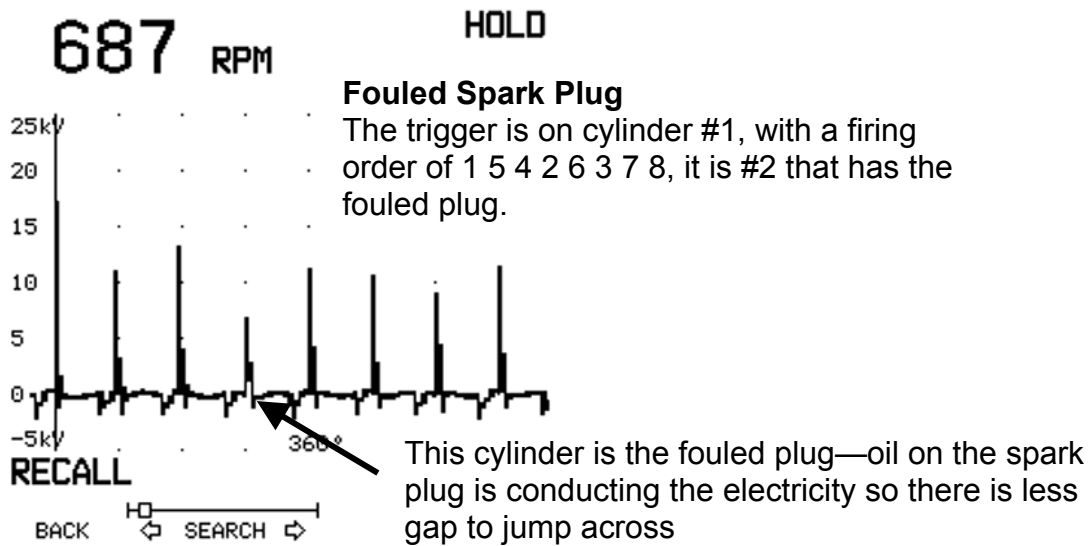 687 RPM
HOLD
Fouled Spark Plug
The trigger is on cylinder #1, with a firing
order of 1 5 4 2 6 3 7 8, it is #2 that has the
fouled plug.
25kV
20
15
10
5
0
-5kV
360°
RECALL
This cylinder is the fouled plug—oil on the spark
plug is conducting the electricity so there is less
gap to jump across
BACK SEARCH